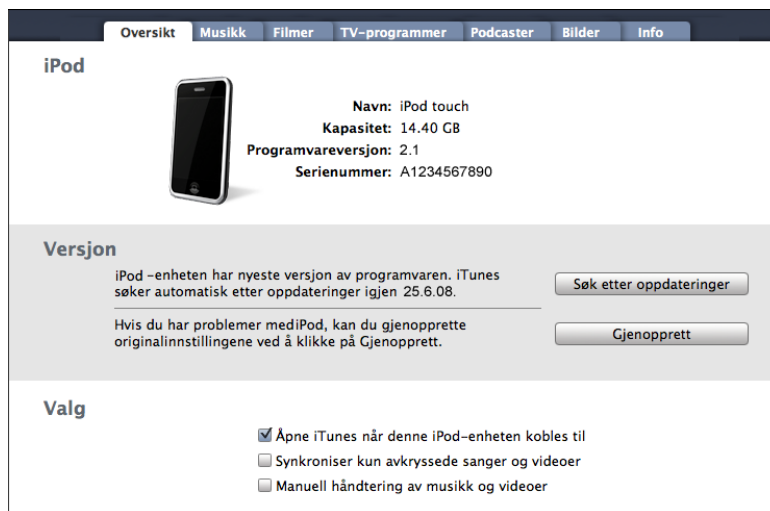 Oversikt Musikk Filmer TV-programmer Podcaster Bilder Info
iPod
Navn: iPod touch
Kapasitet: 14.40 GB
Programvareversjon: 2.1
Serienummer: A1234567890
Versjon
iPod -enheten har nyeste versjon av programvaren. iTunes
søker automatisk etter oppdateringer igjen 25.6.08.
Søk etter oppdateringer
Hvis du har problemer mediPod, kan du gjenopprette
originalinnstillingene ved å klikke på Gjenopprett.
Gjenopprett
Valg
Åpne iTunes når denne iPod-enheten kobles til
Synkroniser kun avkryssede sanger og videoer
Manuell håndtering av musikk og videoer